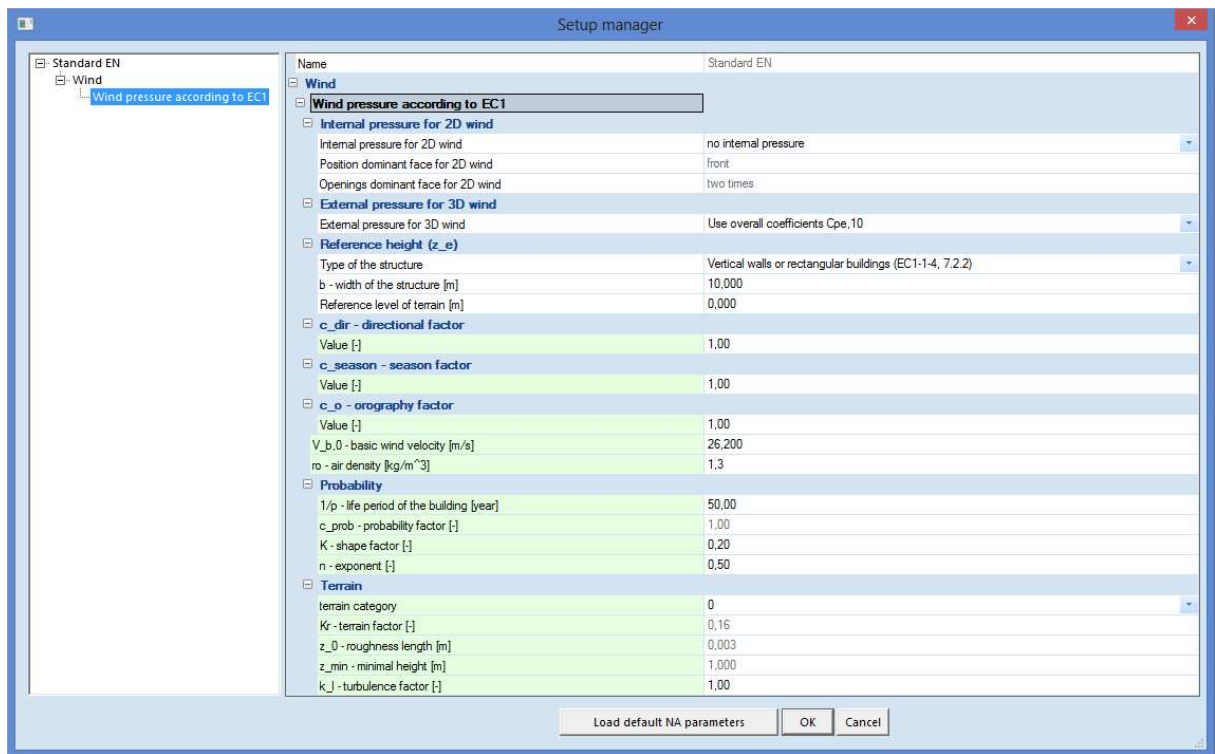 Setup manager
Standard EN
Wind
Wind pressure according to EC1
Name Standard EN
Wind
Wind pressure according to EC1
Internal pressure for 2D wind
Internal pressure for 2D wind no internal pressure
Position dominant face for 2D wind front
Openings dominant face for 2D wind two times
External pressure for 3D wind
External pressure for 3D wind Use overall coefficients Cpe,10
Reference height (z_e)
Type of the structure Vertical walls or rectangular buildings (EC1-1-4, 7.2.2)
b - width of the structure [m] 10,000
Reference level of terrain [m] 0,000
c_dir - directional factor
Value [-] 1,00
c_season - season factor
Value [-] 1,00
c_o - orography factor
Value [-] 1,00
V_b,0 - basic wind velocity [m/s] 26,200
ro - air density [kg/m^3] 1,3
Probability
1/p - life period of the building [year] 50,00
c_prob - probability factor [-] 1,00
K - shape factor [-] 0,20
n - exponent [-] 0,50
Terrain
terrain category 0
Kr - terrain factor [-] 0,16
z_0 - roughness length [m] 0,003
z_min - minimal height [m] 1,000
k_I - turbulence factor [-] 1,00
Load default NA parameters OK Cancel